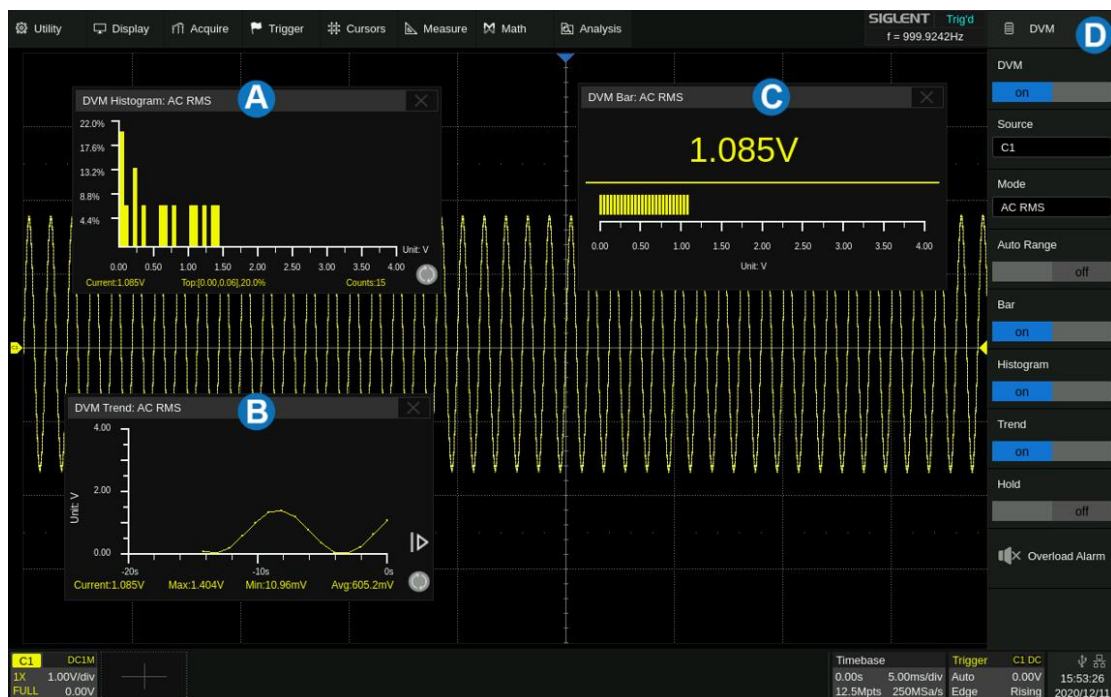 Utility Display Acquire Trigger Cursors Measure Math Analysis
SIGLENT Trig'd
f = 999.9242Hz
DVM
D
DVM
on
Source
C1
Mode
AC RMS
Auto Range
off
Bar
on
Histogram
on
Trend
on
Hold
off
Overload Alarm
DVM Histogram: AC RMS
A
22.0%
17.6%
13.2%
8.8%
4.4%
Unit: V
0.00 0.50 1.00 1.50 2.00 2.50 3.00 3.50 4.00
Current:1.085V Top:[0.00,0.06],20.0% Counts:15
DVM Bar: AC RMS
C
1.085V
0.00 0.50 1.00 1.50 2.00 2.50 3.00 3.50 4.00
Unit: V
DVM Trend: AC RMS
B
4.00
2.00
0.00
Unit: V
-20s -10s 0s
Current:1.085V Max:1.404V Min:10.96mV Avg:605.2mV
C1 DC1M
1X 1.00V/div
FULL 0.00V
Timebase
0.00s 5.00ms/div
12.5Mpts 250MSa/s
Trigger C1 DC
Auto 0.00V
Edge Rising
15:53:26